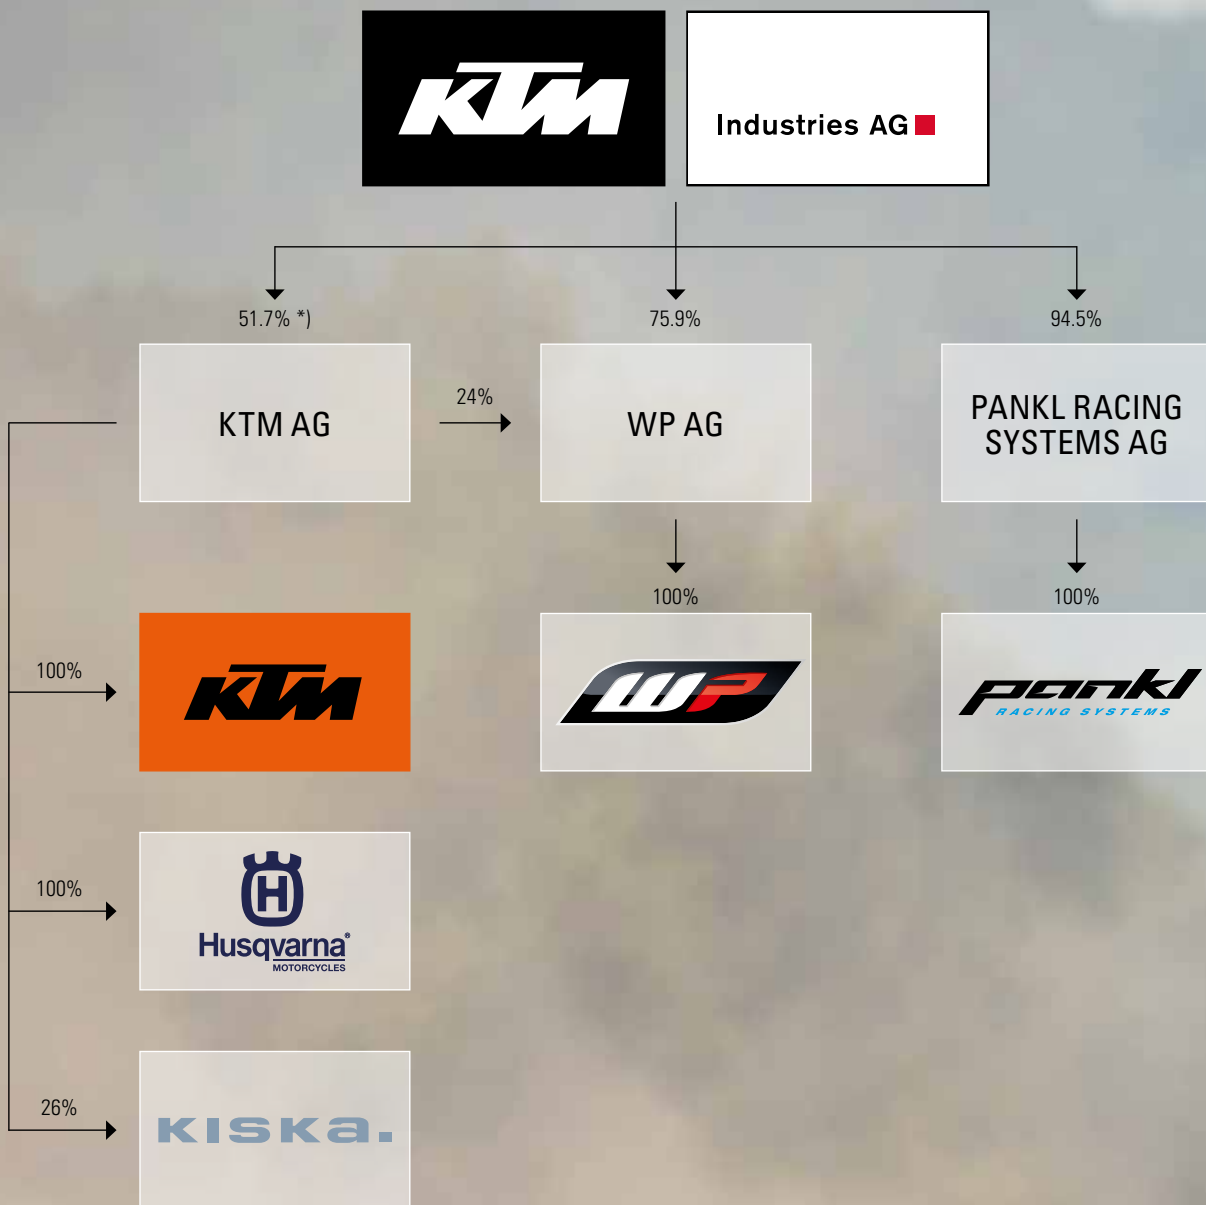 KTM
Industries AG
51.7% *)
75.9%
94.5%
KTM AG
24%
WP AG
PANKL RACING
SYSTEMS AG
100%
100%
100%
KTM
WP
pankl
RACING SYSTEMS
100%
H
Husqvarna®
MOTORCYCLES
26%
KISKa.